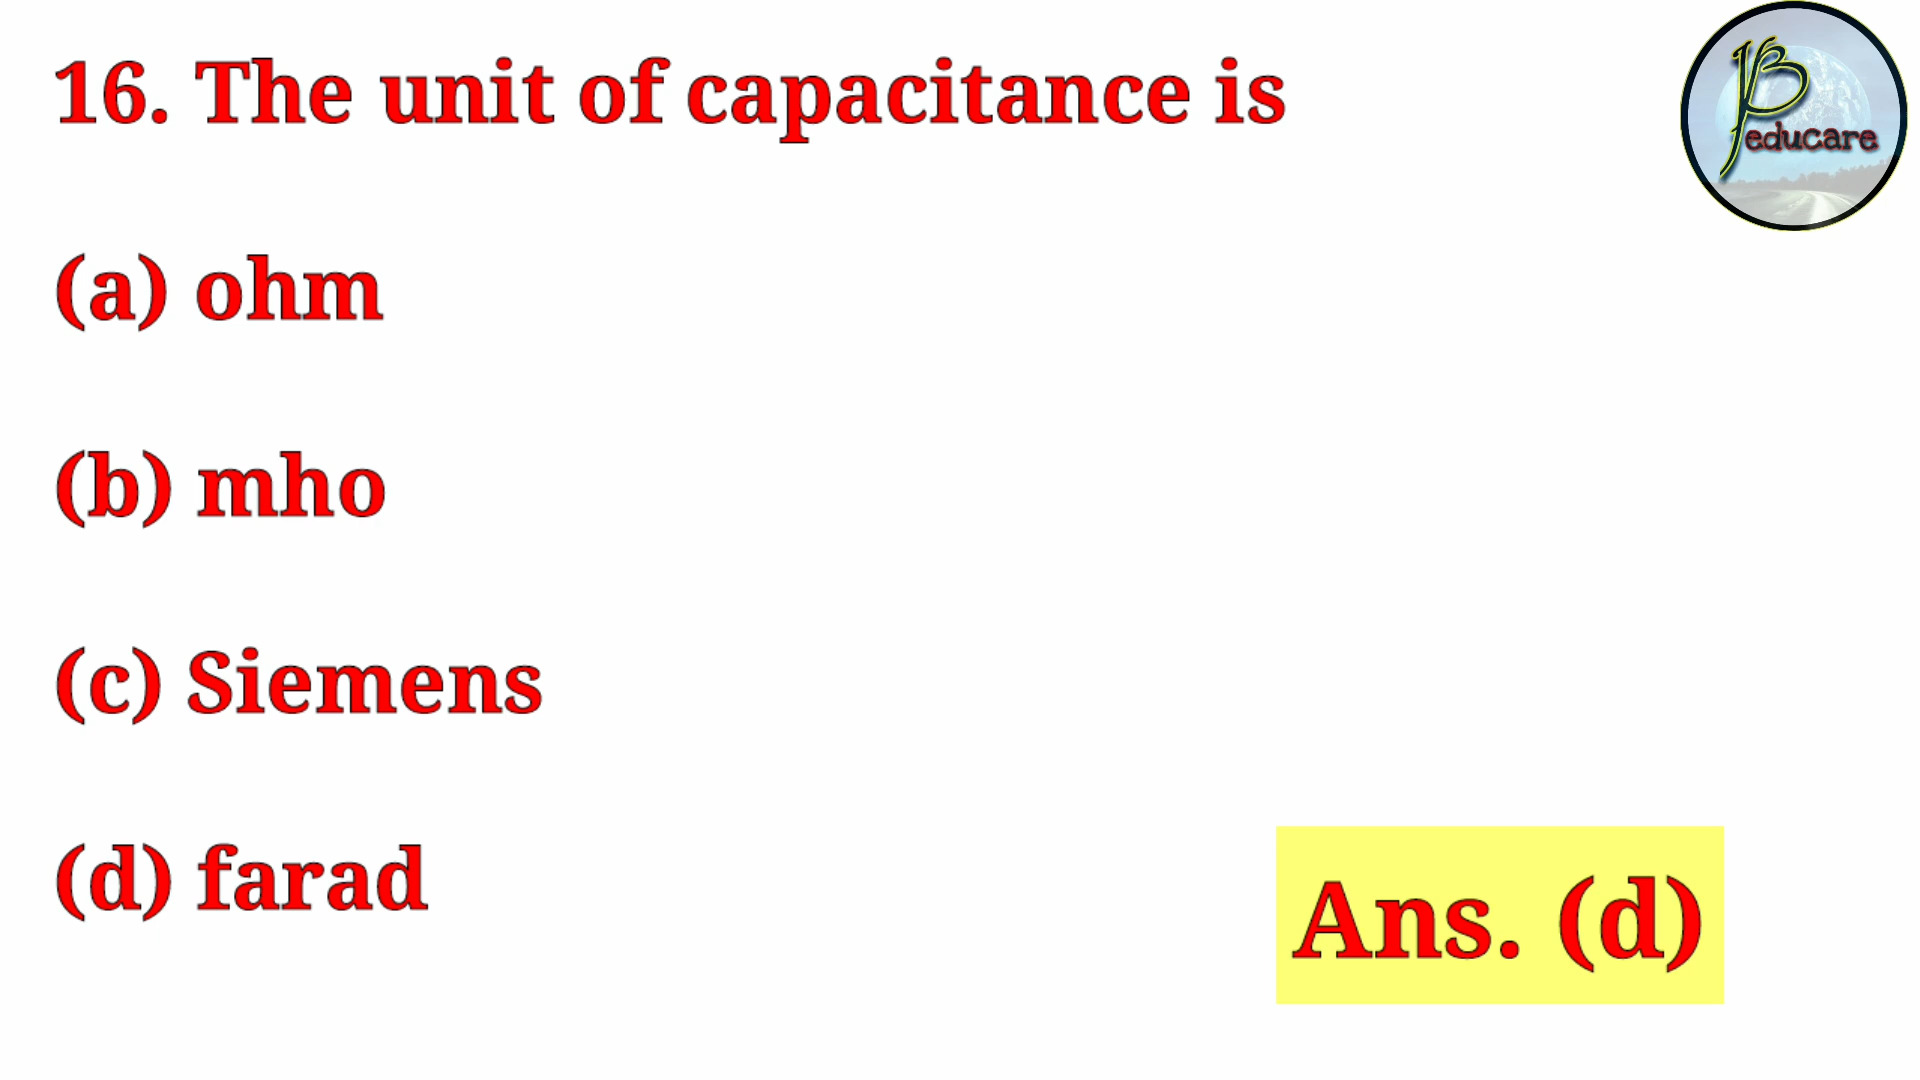 16. The unit of capacitance is
(a) ohm
(b) mho
(c) Siemens
(d) farad
Ans. (d)
educare